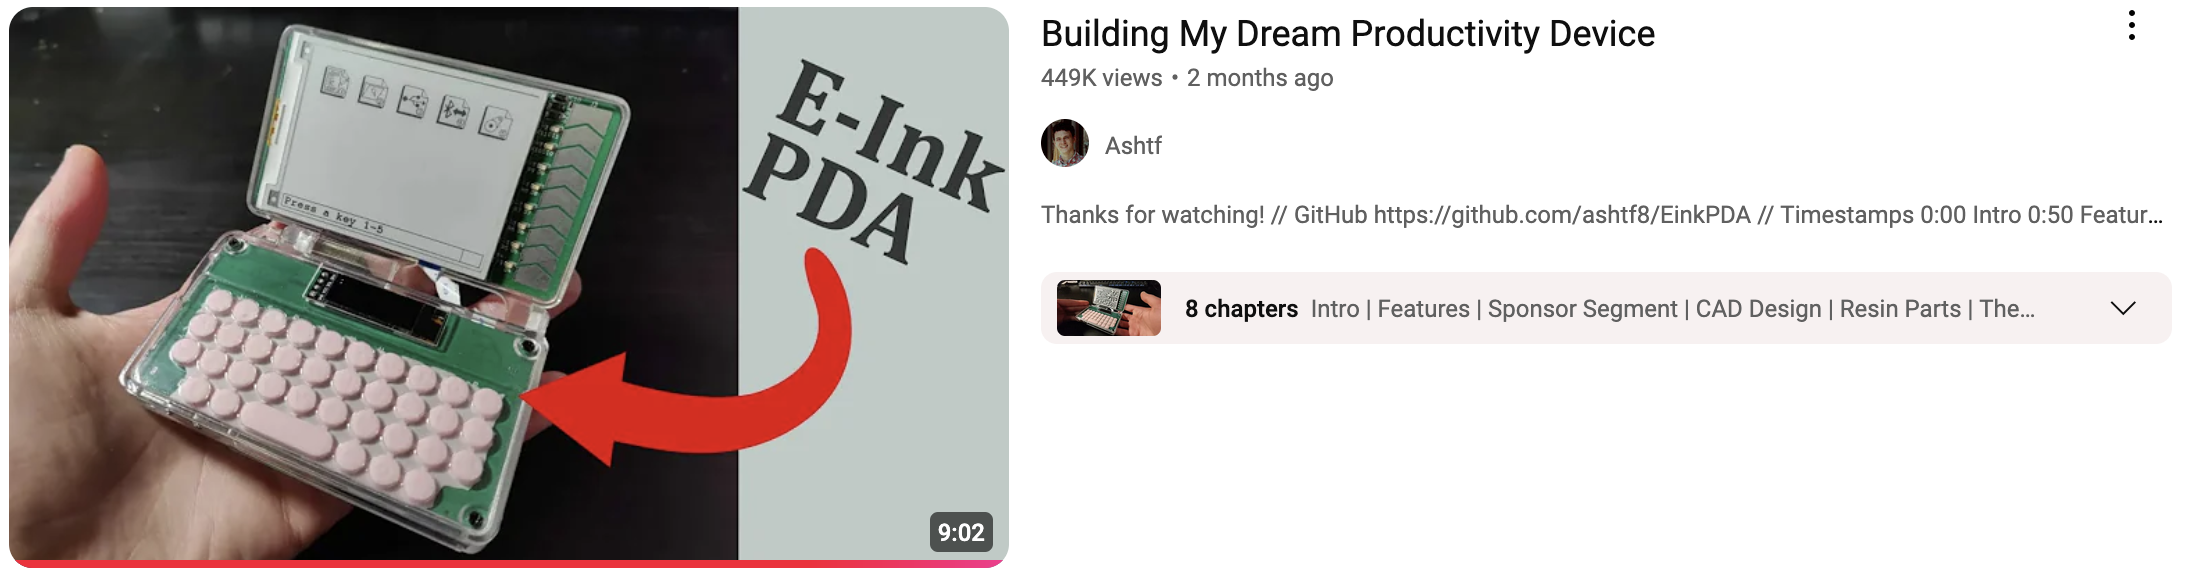 Press a key 1-5
E-Ink
PDA
9:02
Building My Dream Productivity Device
449K views • 2 months ago
Ashtf
Thanks for watching! // GitHub https://github.com/ashtf8/EinkPDA // Timestamps 0:00 Intro 0:50 Featur...
8 chapters Intro | Features | Sponsor Segment | CAD Design | Resin Parts | The...